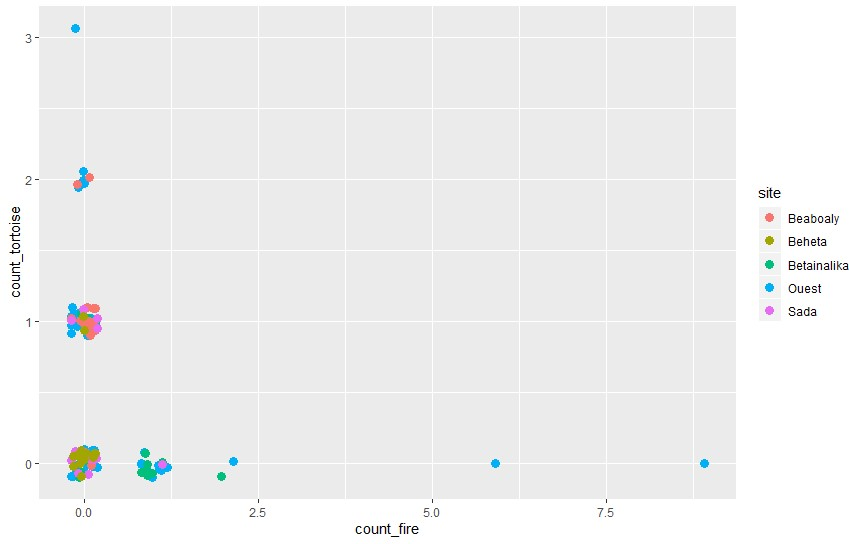 3
2
1
0
count_tortoise
0.0 2.5 5.0 7.5
count_fire
site
Beaboaly
Beheta
Betainalika
Ouest
Sada